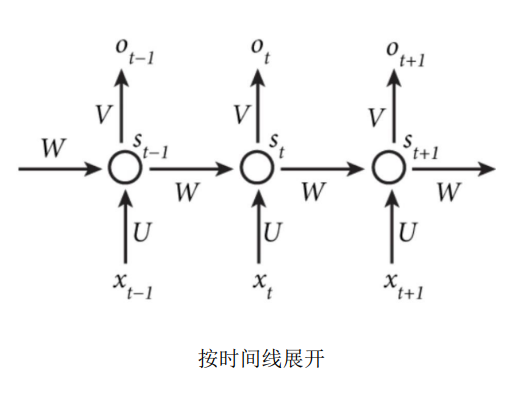 o_{t-1} o_t o_{t+1}
V V V
s_{t-1} s_t s_{t+1}
W W W W
U U U
x_{t-1} x_t x_{t+1}
按时间线展开